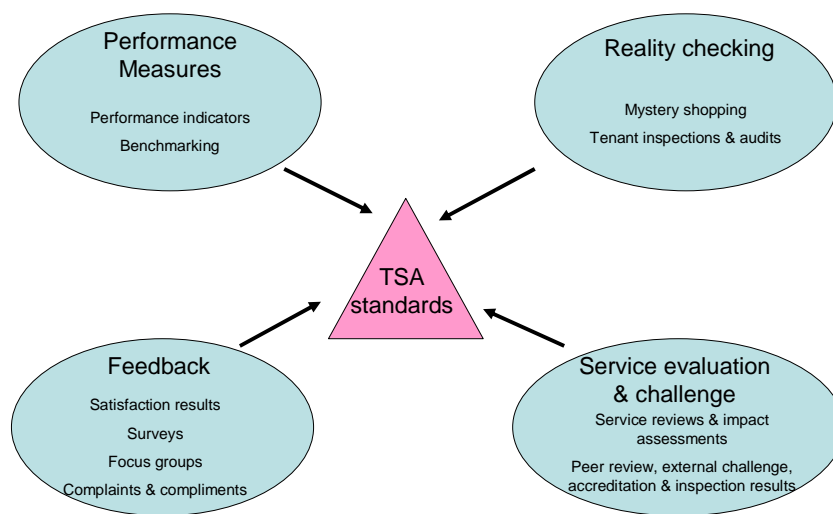 Performance
Measures
Performance indicators
Benchmarking
Reality checking
Mystery shopping
Tenant inspections & audits
TSA
standards
Feedback
Satisfaction results
Surveys
Focus groups
Complaints & compliments
Service evaluation
& challenge
Service reviews & impact
assessments
Peer review, external challenge,
accreditation & inspection results